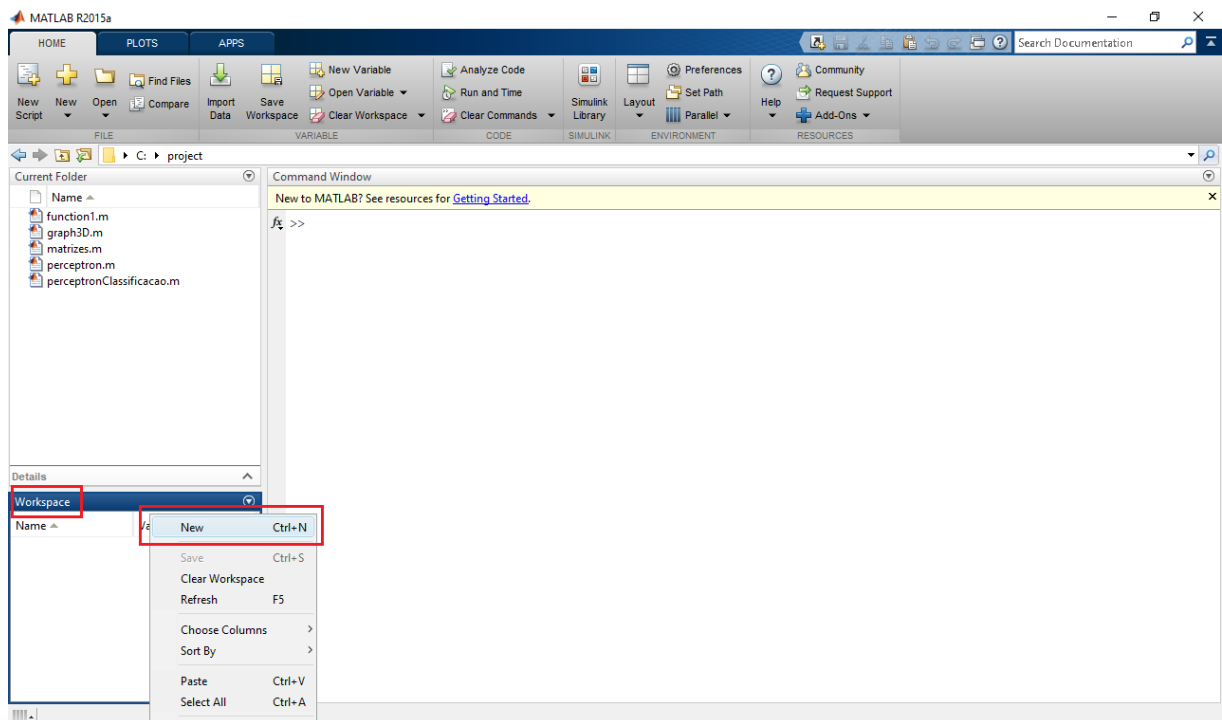 MATLAB R2015a
HOME PLOTS APPS
Search Documentation
New Script
New
Open
Find Files
Compare
FILE
Import Data
Save Workspace
New Variable
Open Variable
Clear Workspace
VARIABLE
Analyze Code
Run and Time
Clear Commands
CODE
Simulink Library
SIMULINK
Layout
Preferences
Set Path
Parallel
ENVIRONMENT
Help
Community
Request Support
Add-Ons
RESOURCES
C: project
Current Folder
Name
function1.m
graph3D.m
matrizes.m
perceptron.m
perceptronClassificacao.m
Details
Command Window
New to MATLAB? See resources for Getting Started.
fx >>
Workspace
Name Va
New Ctrl+N
Save Ctrl+S
Clear Workspace
Refresh F5
Choose Columns
Sort By
Paste Ctrl+V
Select All Ctrl+A